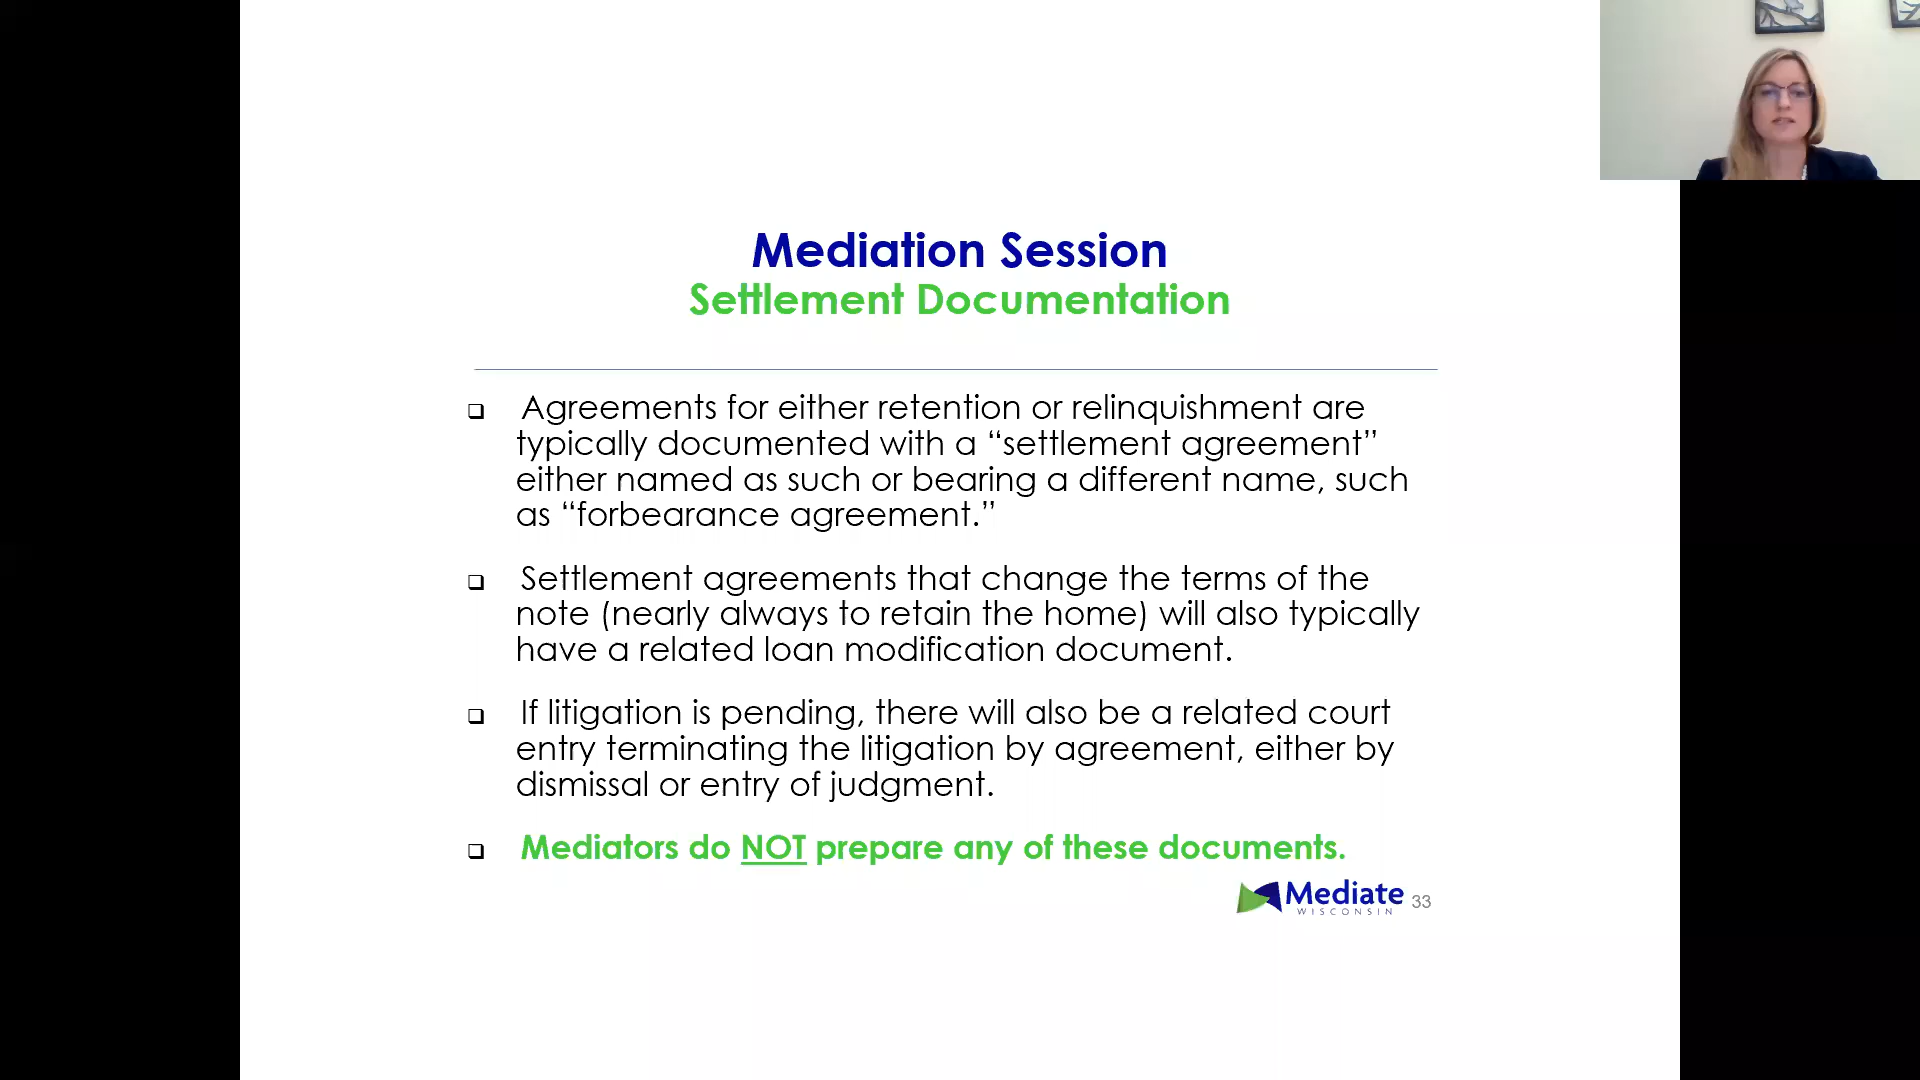 Mediation Session
Settlement Documentation
❑ Agreements for either retention or relinquishment are
typically documented with a “settlement agreement”
either named as such or bearing a different name, such
as “forbearance agreement.”
❑ Settlement agreements that change the terms of the
note (nearly always to retain the home) will also typically
have a related loan modification document.
❑ If litigation is pending, there will also be a related court
entry terminating the litigation by agreement, either by
dismissal or entry of judgment.
❑ Mediators do NOT prepare any of these documents.
Mediate
WISCONSIN
33